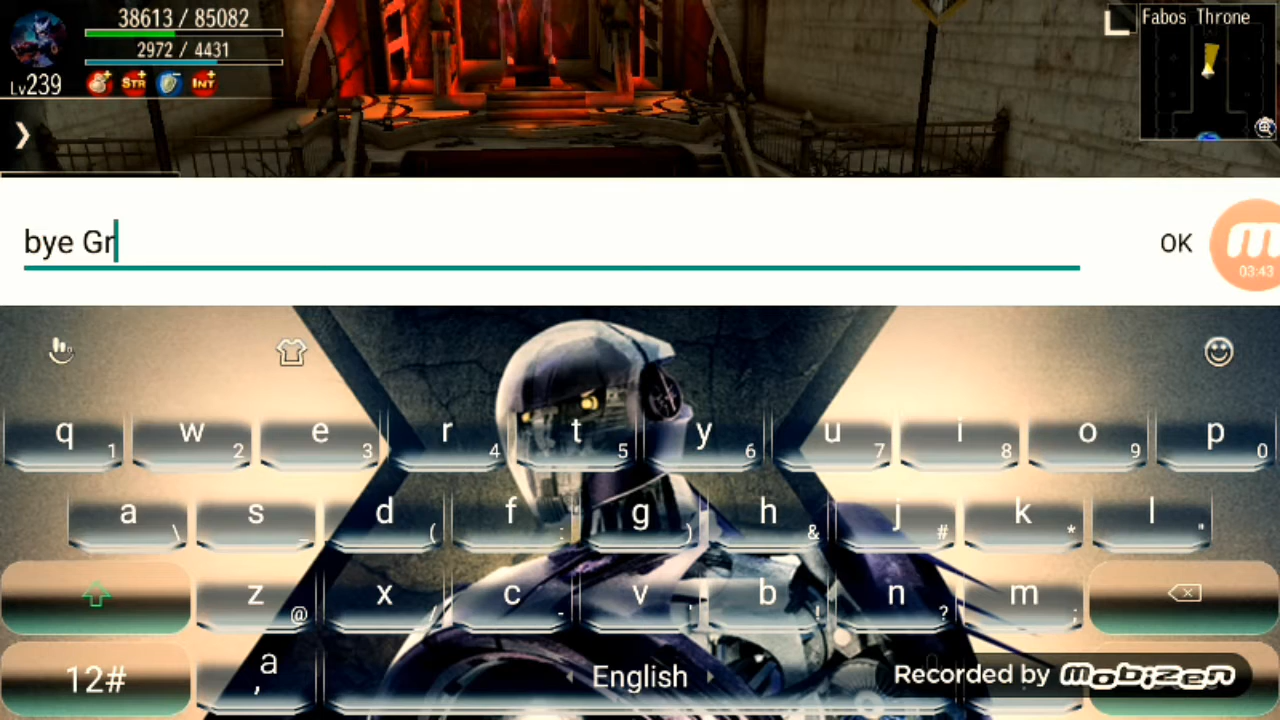 38613 / 85082
2972 / 4431
Lv239
STR
INT
Fabos Throne
bye Gr
OK
03:43
q 1 w 2 e 3 r 4 t 5 y 6 u 7 i 8 o 9 p 0
a \ s _ d ( f : g ) h & j # k * l "
z @ x / c - v ' b ! n ? m ;
12# a , English
Recorded by mobizen